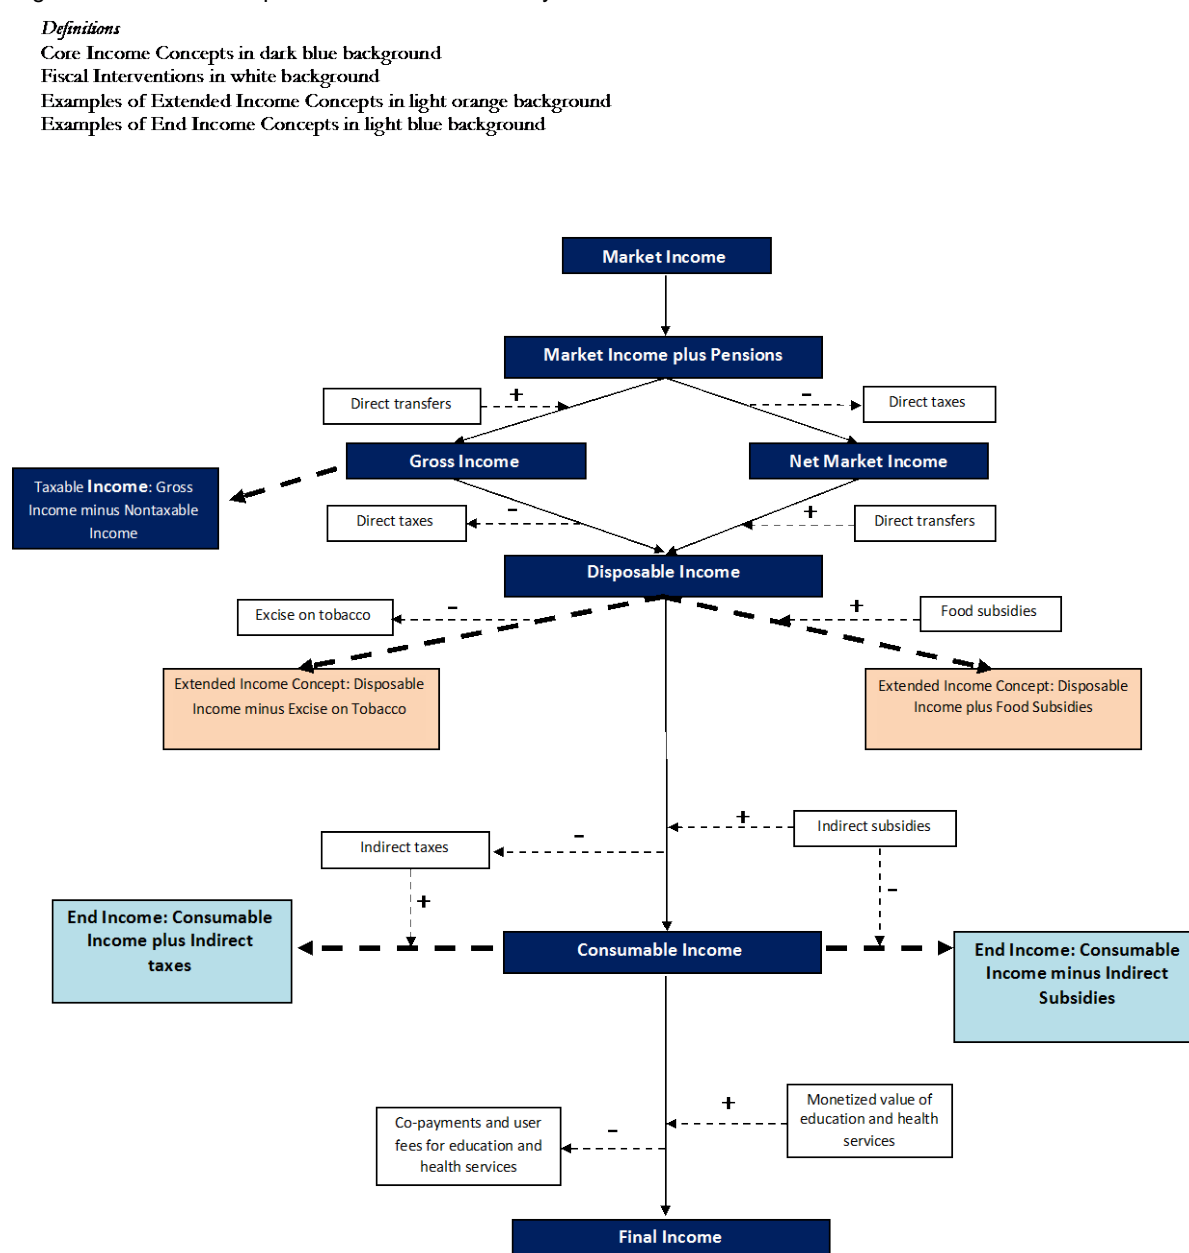 Definitions
Core Income Concepts in dark blue background
Fiscal Interventions in white background
Examples of Extended Income Concepts in light orange background
Examples of End Income Concepts in light blue background
Market Income
Market Income plus Pensions
Direct transfers
+
-
Direct taxes
Gross Income
Net Market Income
Taxable Income: Gross
Income minus Nontaxable
Income
Direct taxes
-
+
Direct transfers
Disposable Income
Excise on tobacco
-
+
Food subsidies
Extended Income Concept: Disposable
Income minus Excise on Tobacco
Extended Income Concept: Disposable
Income plus Food Subsidies
+
Indirect subsidies
Indirect taxes
-
+
-
End Income: Consumable
Income plus Indirect
taxes
Consumable Income
End Income: Consumable
Income minus Indirect
Subsidies
Co-payments and user
fees for education and
health services
-
+
Monetized value of
education and health
services
Final Income